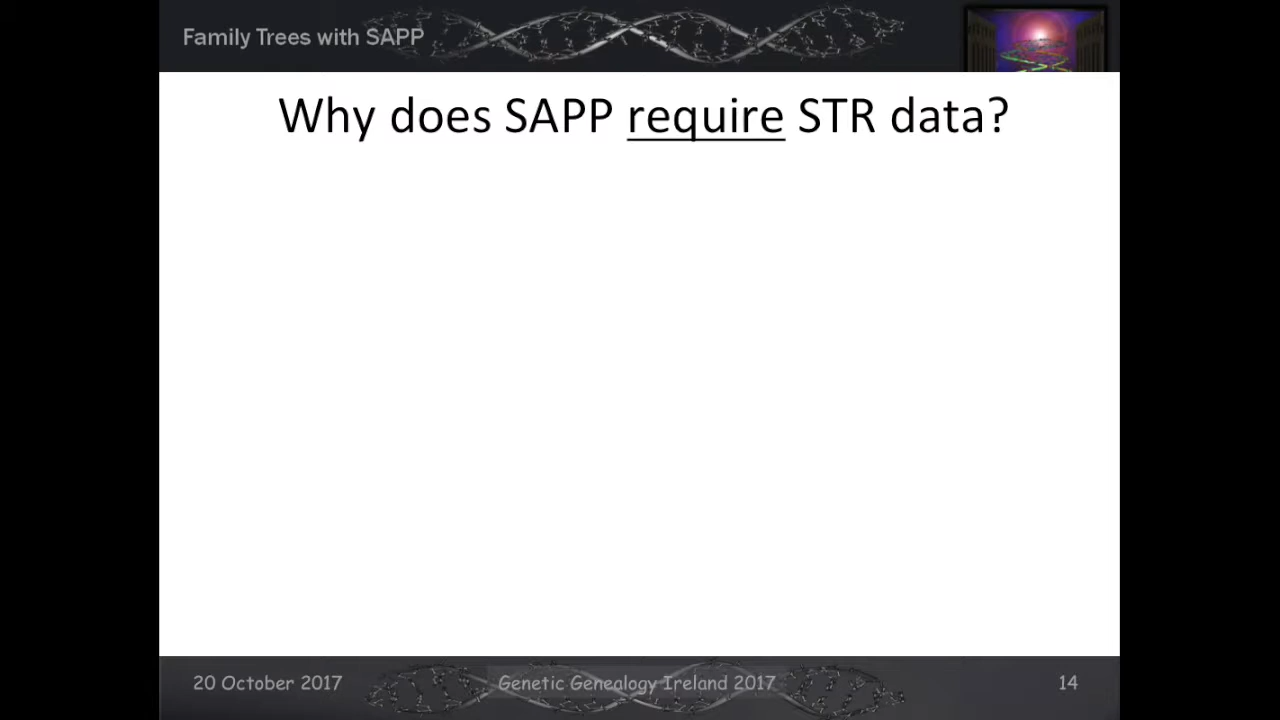 Family Trees with SAPP
Why does SAPP require STR data?
20 October 2017
Genetic Genealogy Ireland 2017
14